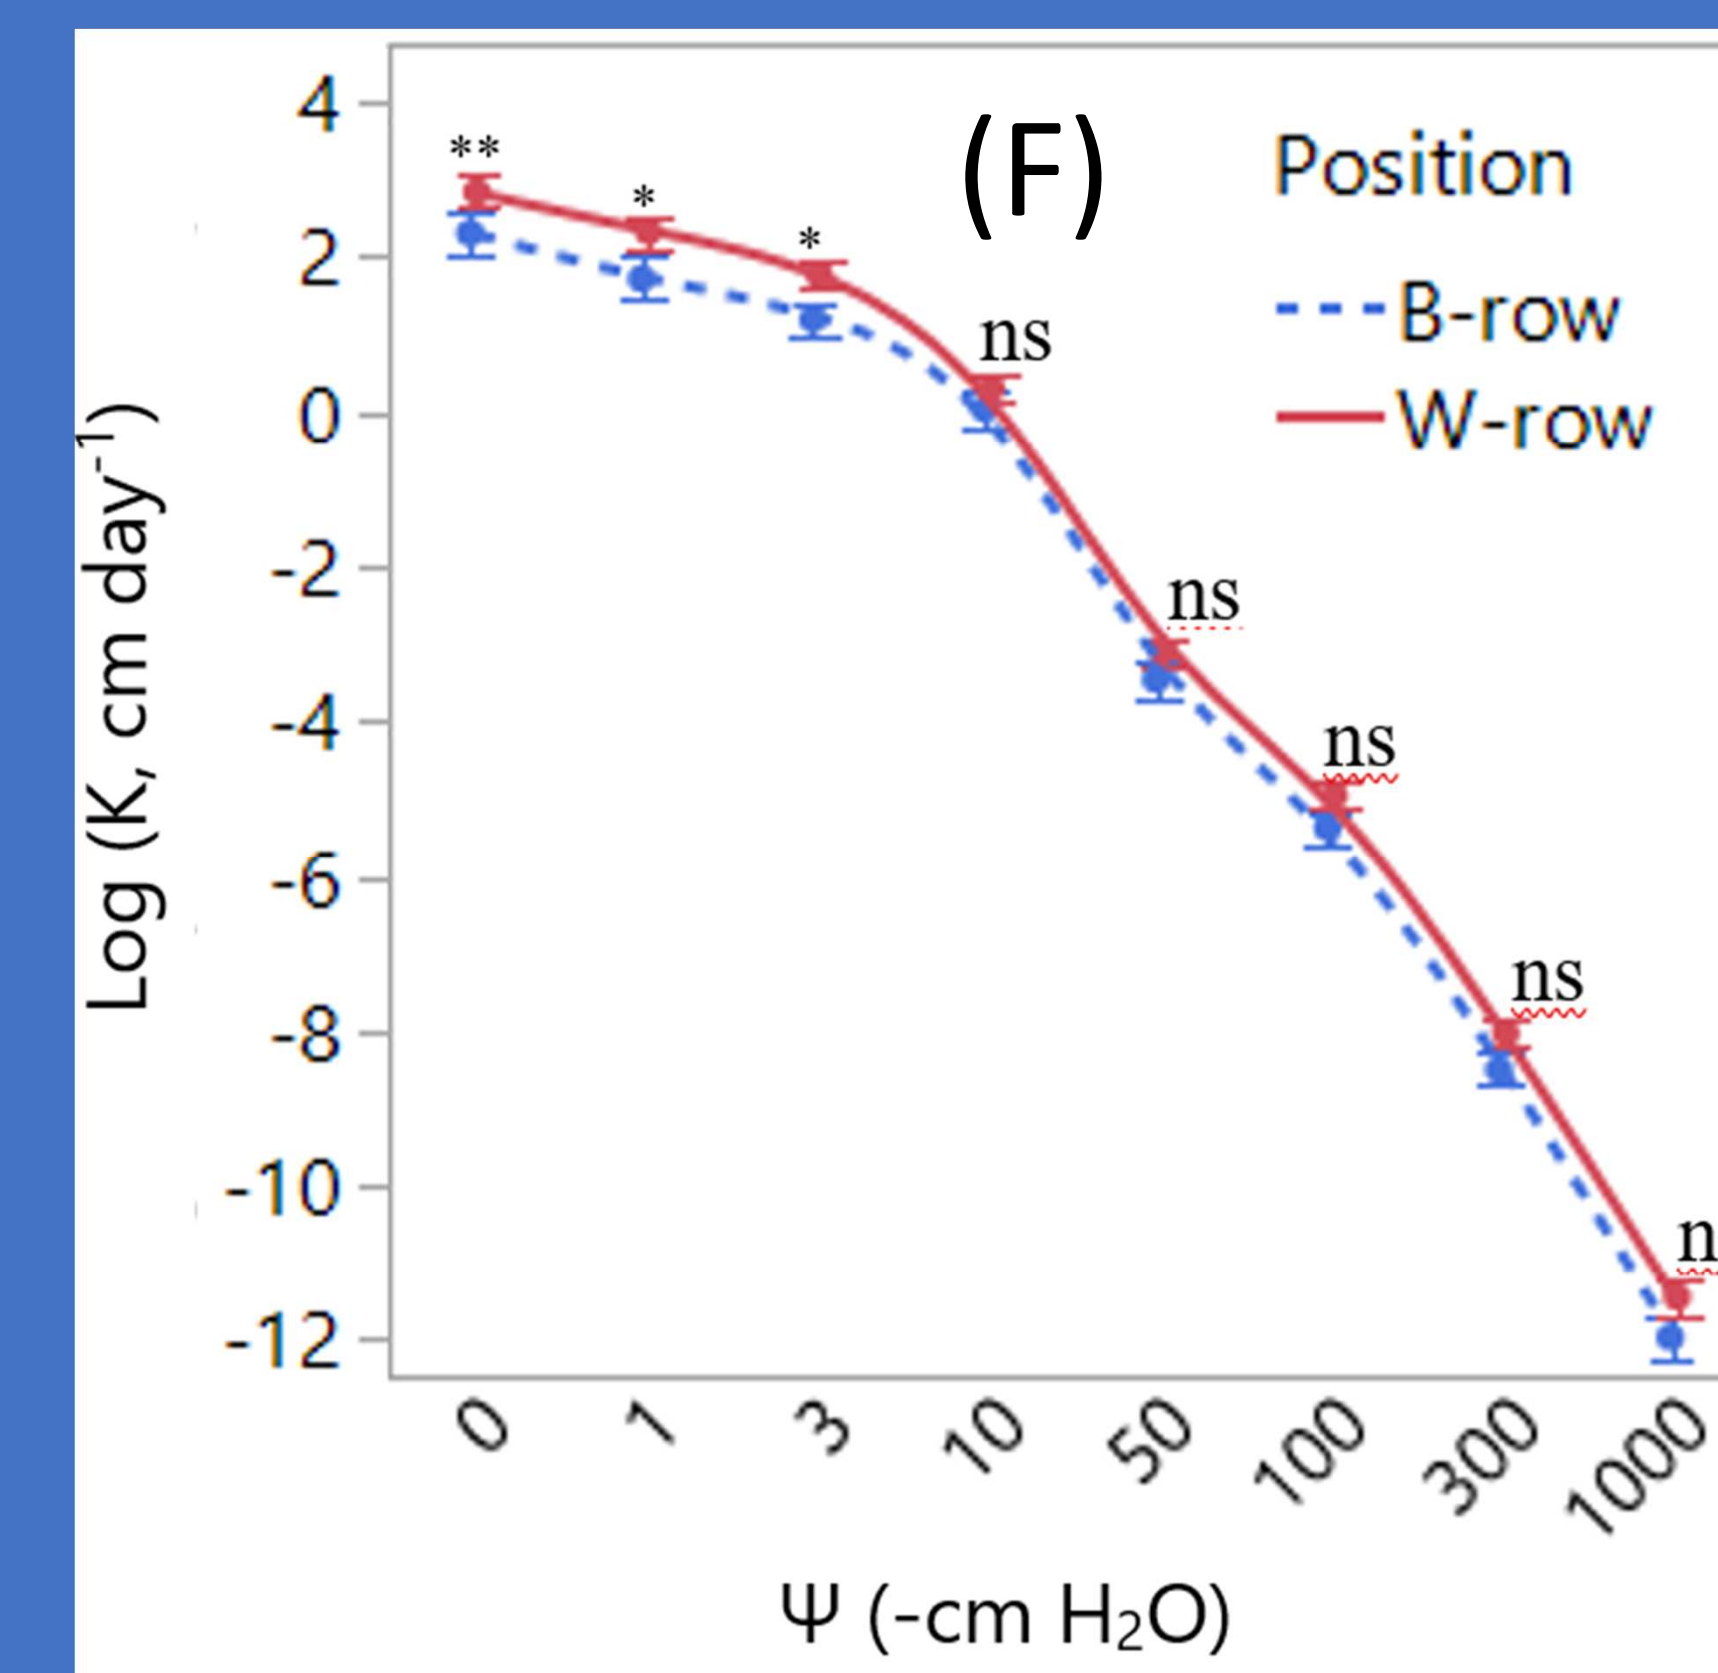 4
**
(F)
Position
*
2
*
B-row
ns
0
W-row
-2
ns
Log (K, cm day-1)
-4
ns
-6
ns
-8
-10
n
-12
0 1 3 10 50 100 300 1000
Ψ (-cm H₂O)